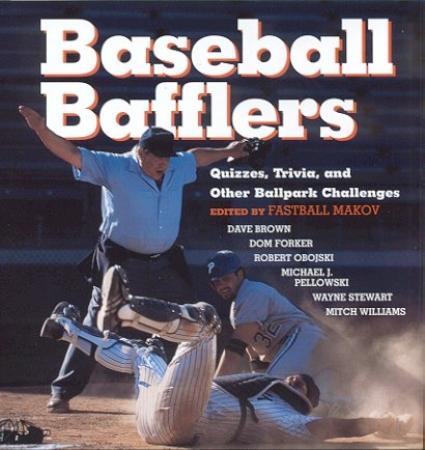 Baseball
Bafflers
Quizzes, Trivia, and
Other Ballpark Challenges
EDITED BY FASTBALL MAKOV
DAVE BROWN
DOM FORKER
ROBERT OBOJSKI
MICHAEL J.
PELLOWSKI
WAYNE STEWART
MITCH WILLIAMS
P
32